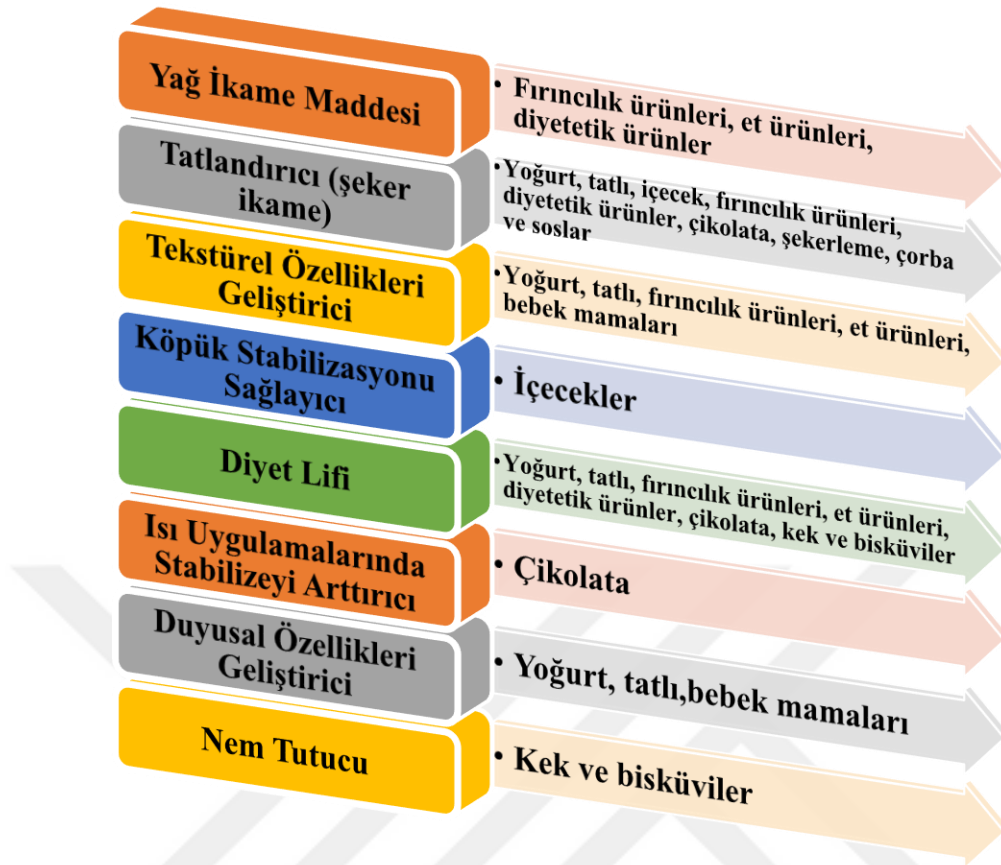 Yağ İkame Maddesi
• Fırıncılık ürünleri, et ürünleri,
diyetetik ürünler
Tatlandırıcı (şeker
ikame)
• Yoğurt, tatlı, içecek, fırıncılık ürünleri,
diyetetik ürünler, çikolata, şekerleme, çorba
ve soslar
Tekstürel Özellikleri
Geliştirici
• Yoğurt, tatlı, fırıncılık ürünleri, et ürünleri,
bebek mamaları
Köpük Stabilizasyonu
Sağlayıcı
• İçecekler
Diyet Lifi
• Yoğurt, tatlı, fırıncılık ürünleri, et ürünleri,
diyetetik ürünler, çikolata, kek ve bisküviler
Isı Uygulamalarında
Stabilizeyi Arttırıcı
• Çikolata
Duyusal Özellikleri
Geliştirici
• Yoğurt, tatlı,bebek mamaları
Nem Tutucu
• Kek ve bisküviler